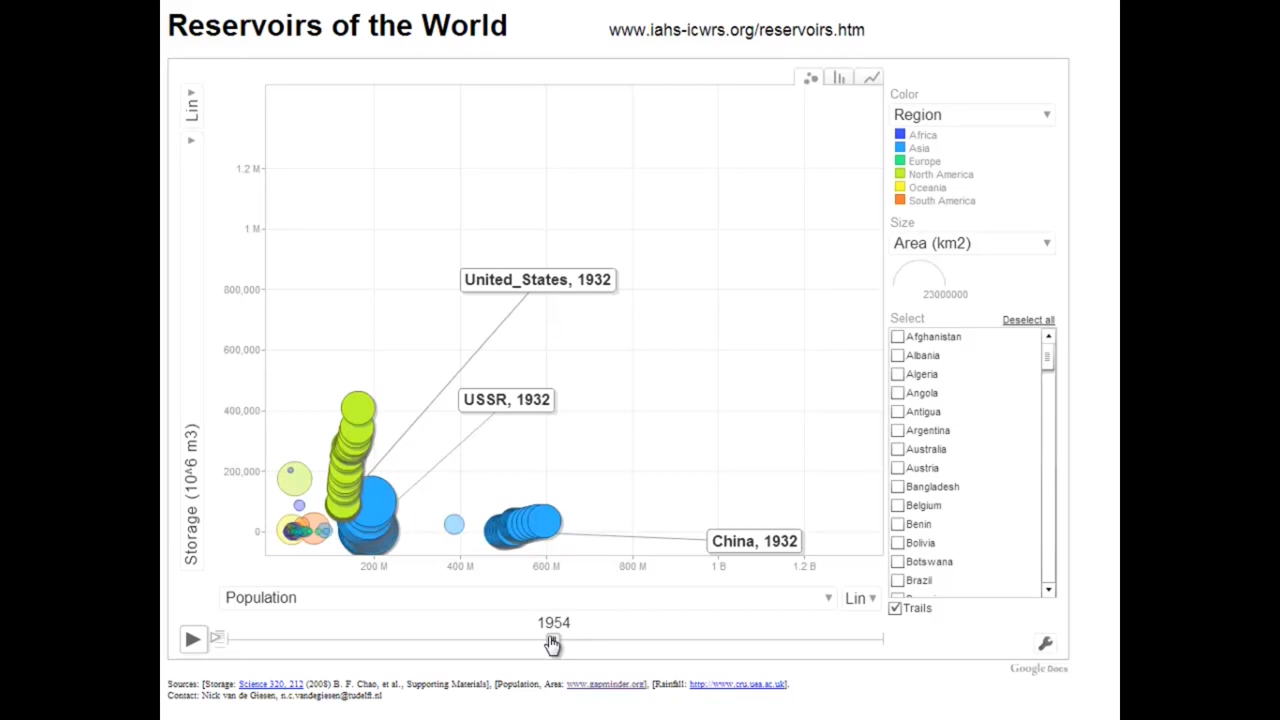 Reservoirs of the World
www.iahs-icwrs.org/reservoirs.htm
Lin
Color
Region
Africa
Asia
Europe
North America
Oceania
South America
Size
Area (km2)
23000000
Select Deselect all
Afghanistan
Albania
Algeria
Angola
Antigua
Argentina
Australia
Austria
Bangladesh
Belgium
Benin
Bolivia
Botswana
Brazil
Trails
1.2 M
1 M
800,000
600,000
400,000
200,000
0
Storage (10^6 m3)
United_States, 1932
USSR, 1932
China, 1932
200 M 400 M 600 M 800 M 1 B 1.2 B
Population Lin
1954
Google Docs
Sources: [Storage: Science 320, 212 (2008) B. F. Chao, et al., Supporting Materials], [Population, Area: www.gapminder.org], [Rainfall: http://www.cru.uea.ac.uk].
Contact: Nick van de Giesen, n.c.vandegiesen@tudelft.nl